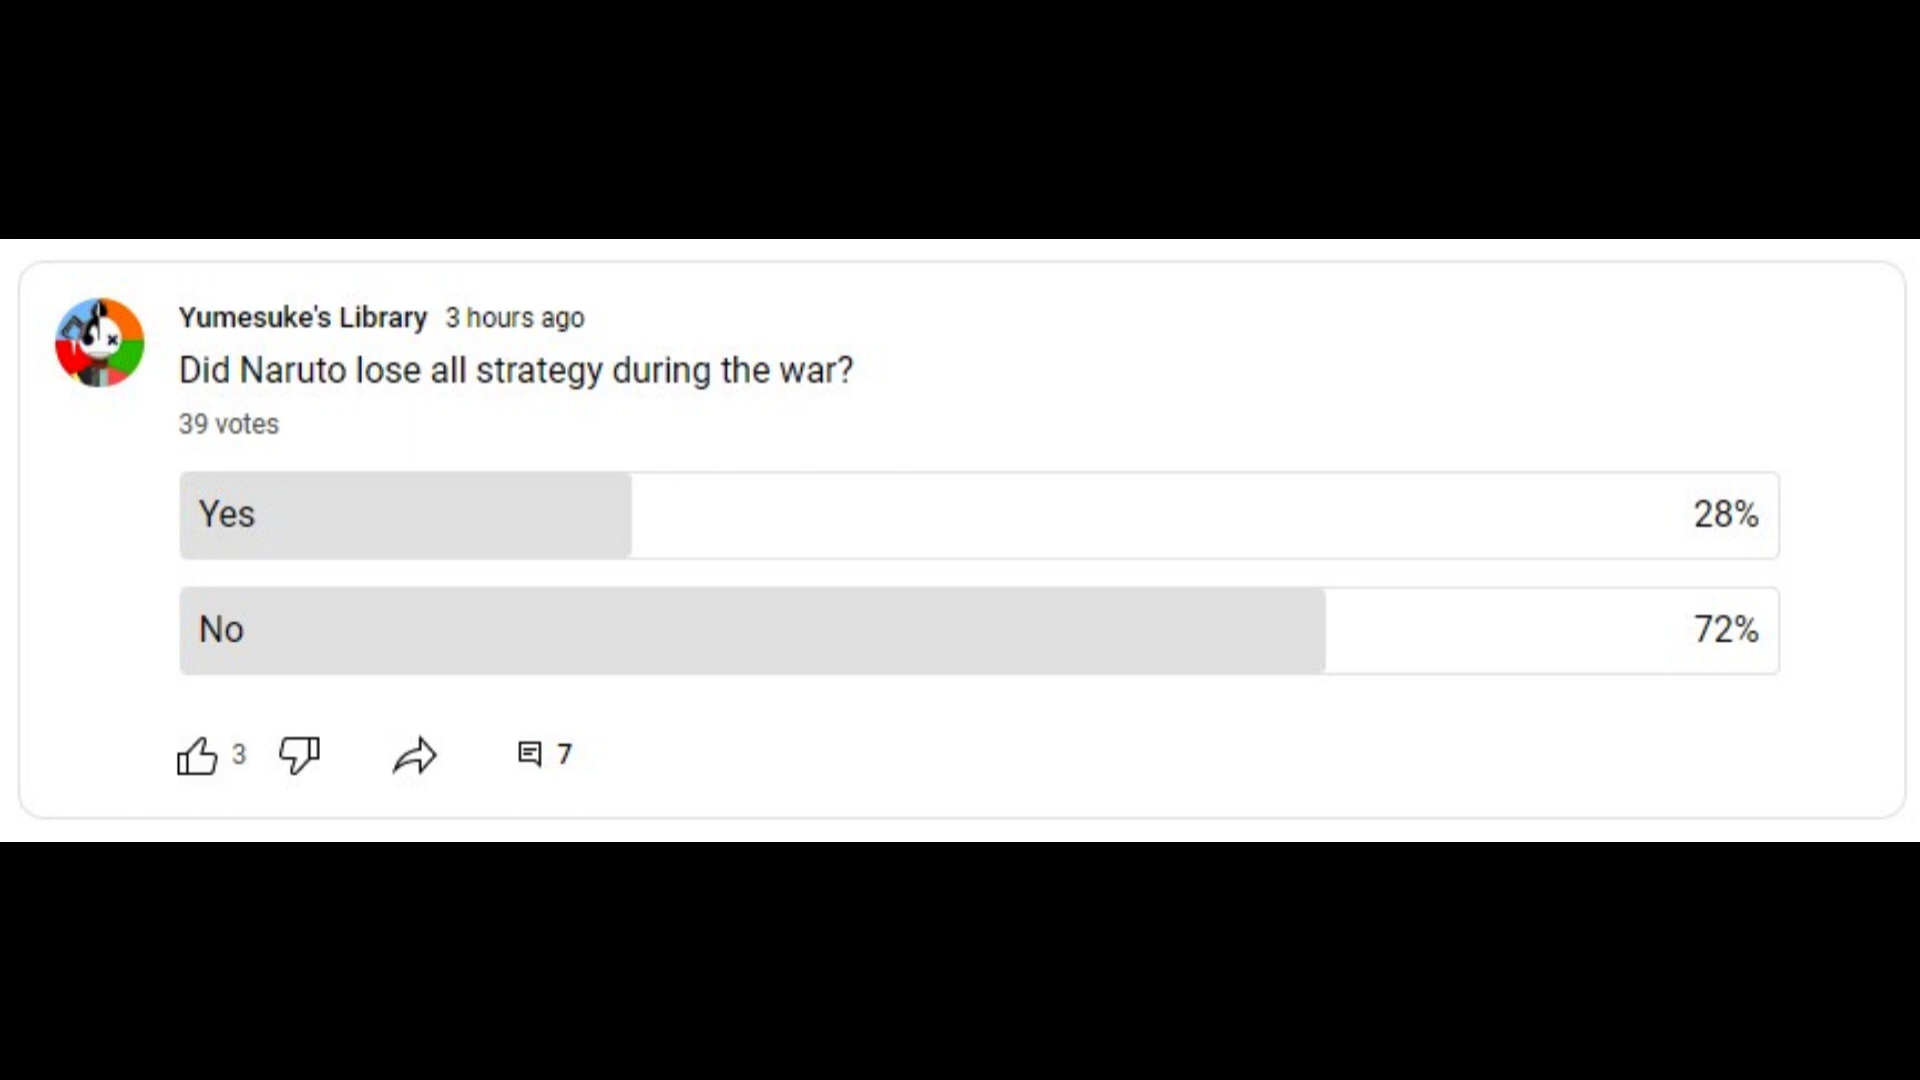 Yumesuke's Library 3 hours ago
Did Naruto lose all strategy during the war?
39 votes
Yes 28%
No 72%
3 7